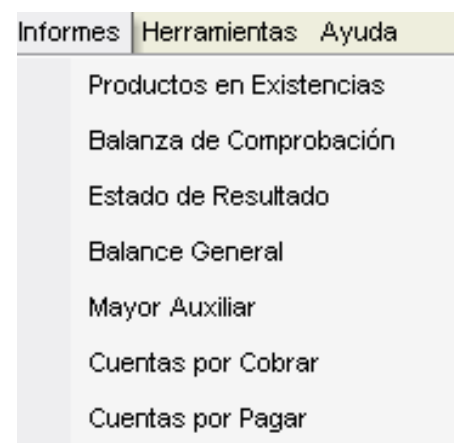 Informes Herramientas Ayuda
Productos en Existencias
Balanza de Comprobación
Estado de Resultado
Balance General
Mayor Auxiliar
Cuentas por Cobrar
Cuentas por Pagar